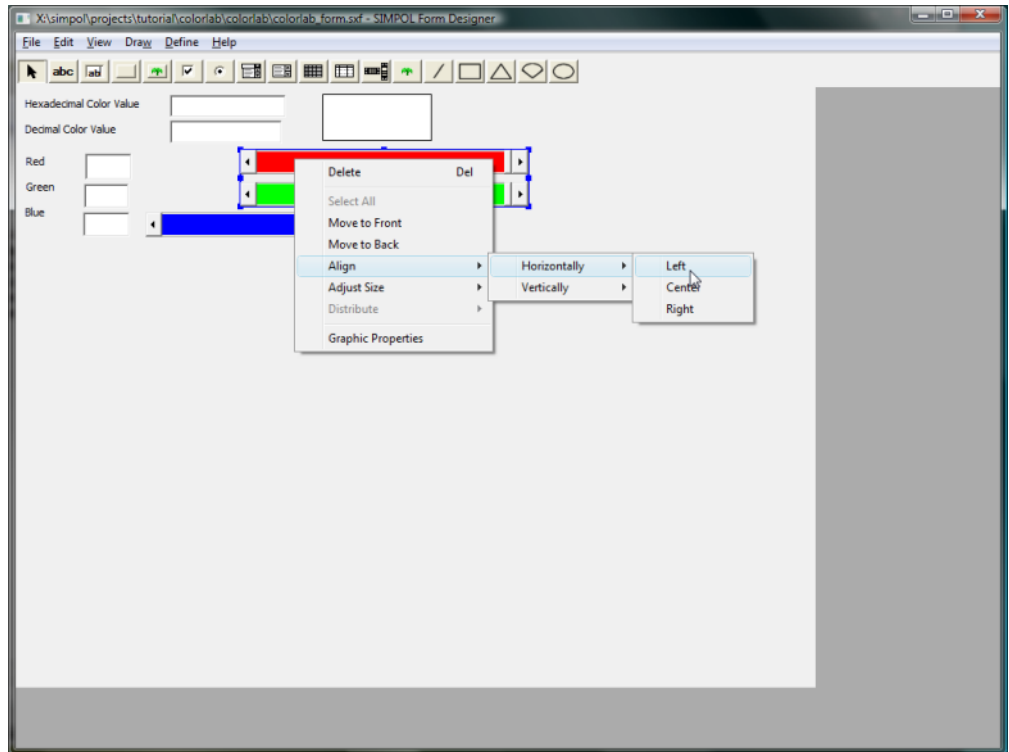 X:\simpol\projects\tutorial\colorlab\colorlab\colorlab_form.sxf - SIMPOL Form Designer
File Edit View Draw Define Help
abc ab
Hexadecimal Color Value
Decimal Color Value
Red
Green
Blue
Delete Del
Select All
Move to Front
Move to Back
Align
Adjust Size
Distribute
Graphic Properties
Horizontally
Vertically
Left
Center
Right